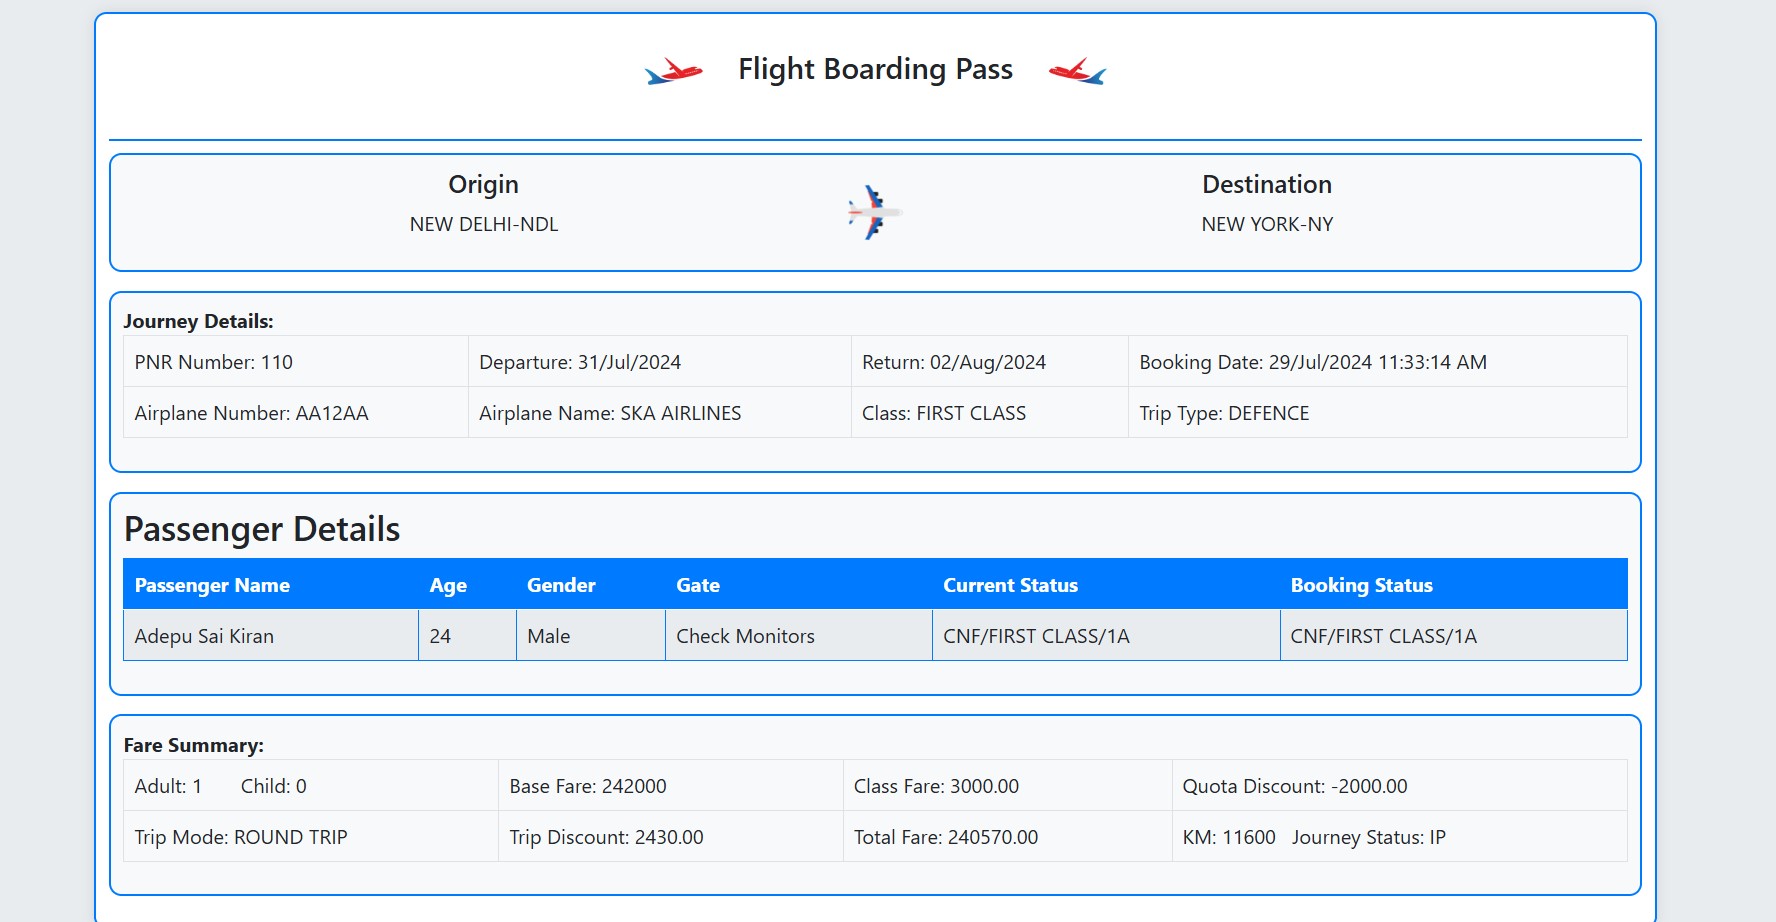 Flight Boarding Pass
Origin
Destination
NEW DELHI-NDL
NEW YORK-NY
Journey Details:
PNR Number: 110 Departure: 31/Jul/2024 Return: 02/Aug/2024 Booking Date: 29/Jul/2024 11:33:14 AM
Airplane Number: AA12AA Airplane Name: SKA AIRLINES Class: FIRST CLASS Trip Type: DEFENCE
Passenger Details
Passenger Name Age Gender Gate Current Status Booking Status
Adepu Sai Kiran 24 Male Check Monitors CNF/FIRST CLASS/1A CNF/FIRST CLASS/1A
Fare Summary:
Adult: 1 Child: 0 Base Fare: 242000 Class Fare: 3000.00 Quota Discount: -2000.00
Trip Mode: ROUND TRIP Trip Discount: 2430.00 Total Fare: 240570.00 KM: 11600 Journey Status: IP